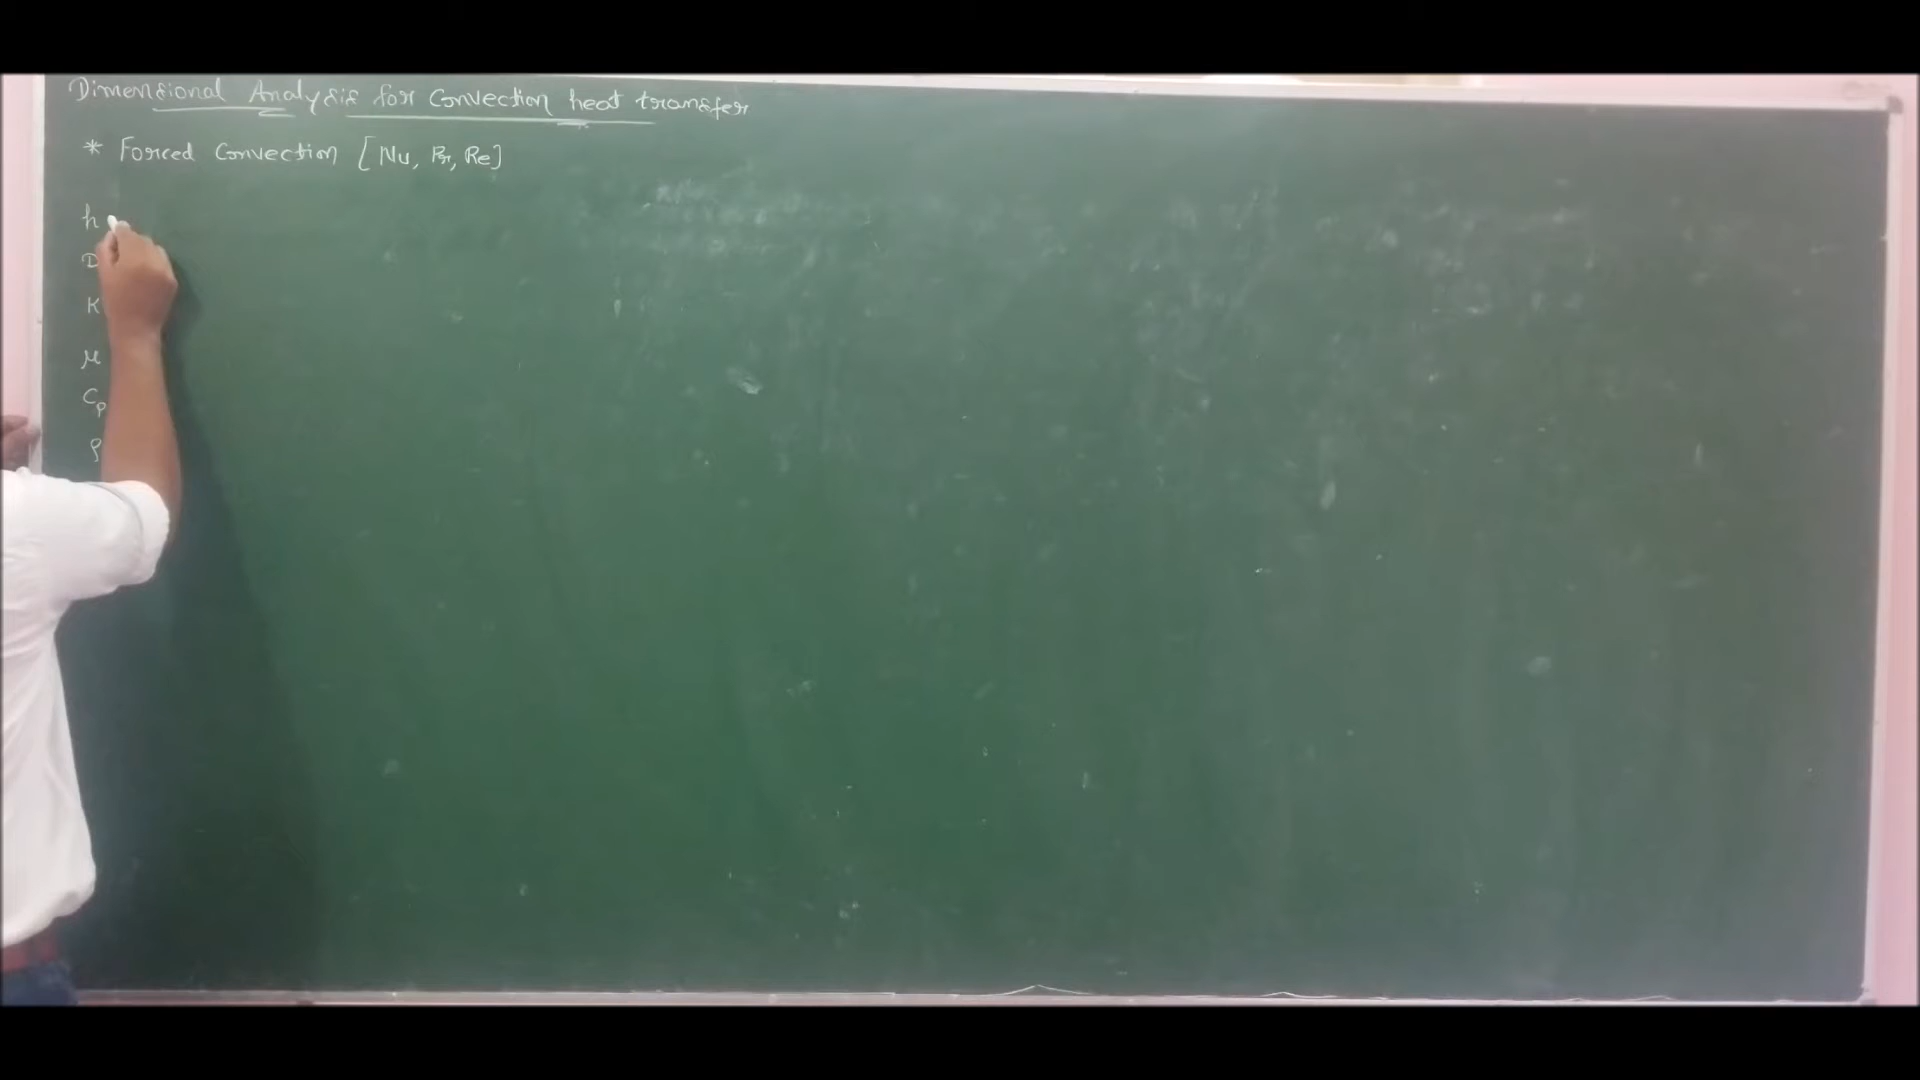 Dimensional Analysis for Convection heat transfer
* Forced Convection [Nu, Pr, Re]
h
D
K
μ
Cp
ρ